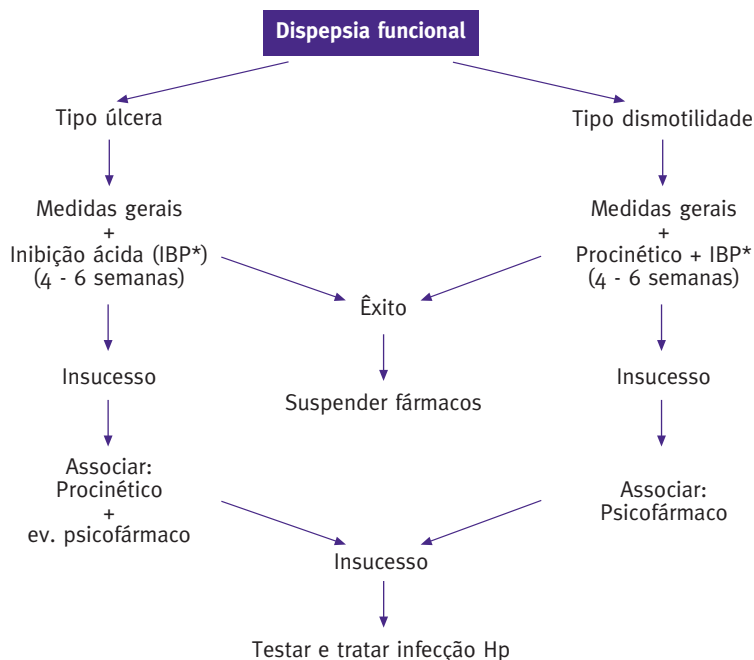 Dispepsia funcional
Tipo úlcera
Tipo dismotilidade
Medidas gerais
+
Inibição ácida (IBP*)
(4 - 6 semanas)
Medidas gerais
+
Procinético + IBP*
(4 - 6 semanas)
Êxito
Insucesso
Suspender fármacos
Insucesso
Associar:
Procinético
+
ev. psicofármaco
Associar:
Psicofármaco
Insucesso
Testar e tratar infecção Hp